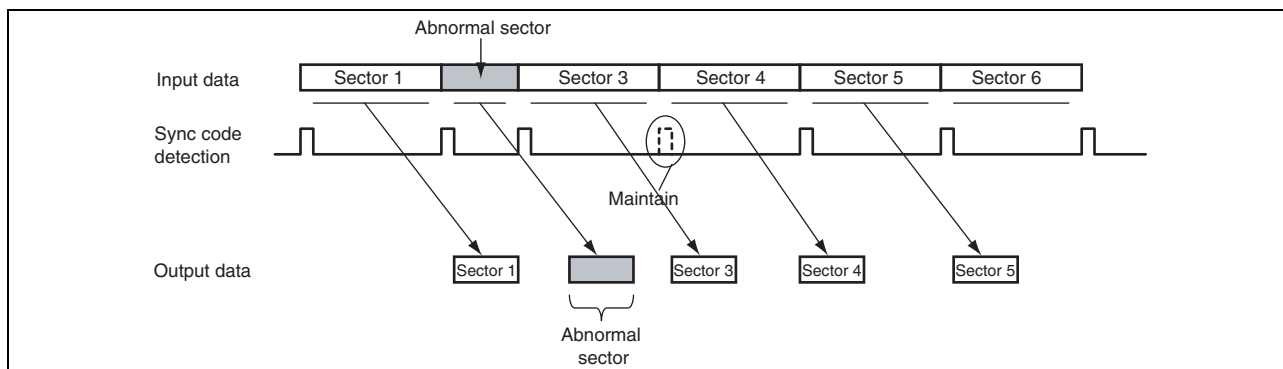 Abnormal sector
Input data
Sector 1
Sector 3
Sector 4
Sector 5
Sector 6
Sync code
detection
Maintain
Output data
Sector 1
Sector 3
Sector 4
Sector 5
Abnormal
sector